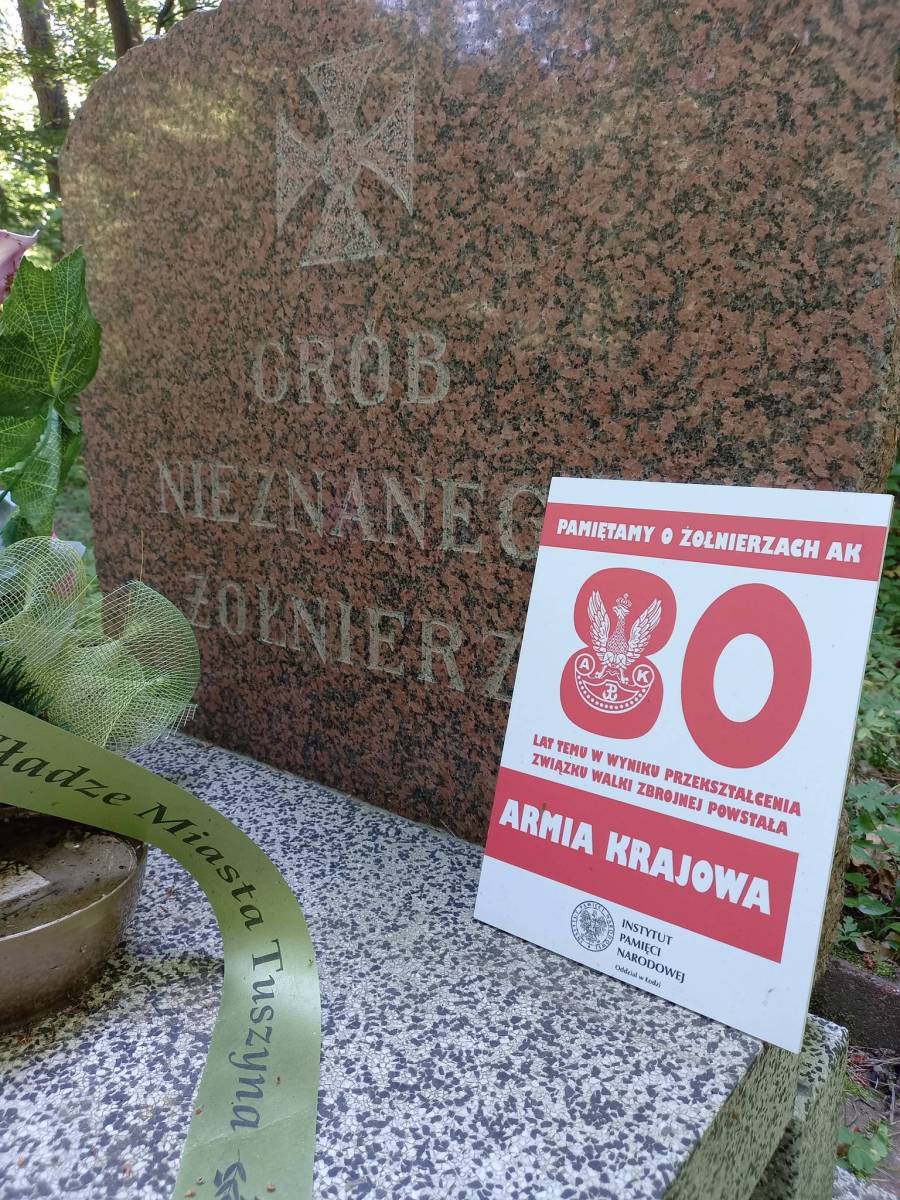 GRÓB
NIEZNANEG
ŻOŁNIERZ
PAMIĘTAMY O ŻOŁNIERZACH AK
80
A K
LAT TEMU W WYNIKU PRZEKSZTAŁCENIA
ZWIĄZKU WALKI ZBROJNEJ POWSTAŁA
ARMIA KRAJOWA
INSTYTUT
PAMIĘCI
NARODOWEJ
Oddział w Łodzi
ładze Miasta Tuszyna